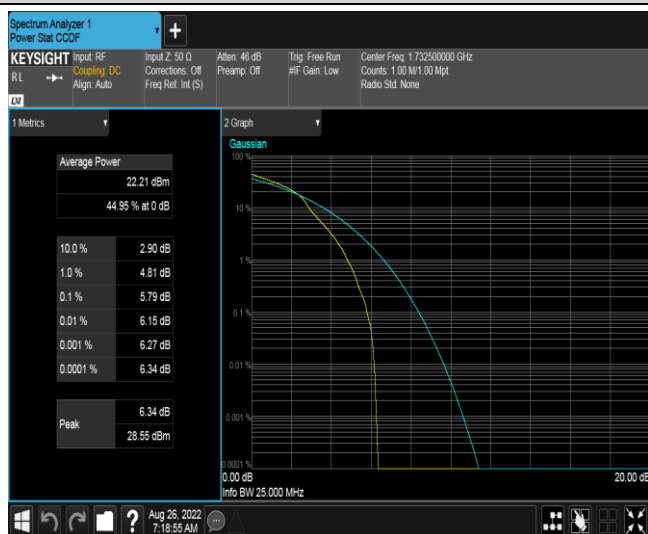 Spectrum Analyzer 1
Power Stat CCDF
KEYSIGHT
RL
LXI
Input: RF
Coupling: DC
Align: Auto
Input Z: 50 Ω
Corrections: Off
Freq Ref: Int (S)
Atten: 46 dB
Preamp: Off
Trig: Free Run
#IF Gain: Low
Center Freq: 1.732500000 GHz
Counts: 1.00 M/1.00 Mpt
Radio Std: None
1 Metrics
Average Power
22.21 dBm
44.95 % at 0 dB
10.0 % 2.90 dB
1.0 % 4.81 dB
0.1 % 5.79 dB
0.01 % 6.15 dB
0.001 % 6.27 dB
0.0001 % 6.34 dB
Peak
6.34 dB
28.55 dBm
2 Graph
Gaussian
100 %
10 %
1 %
0.1 %
0.01 %
0.001 %
0.0001 %
0.00 dB 20.00 dB
Info BW 25.000 MHz
?
Aug 26, 2022
7:18:55 AM